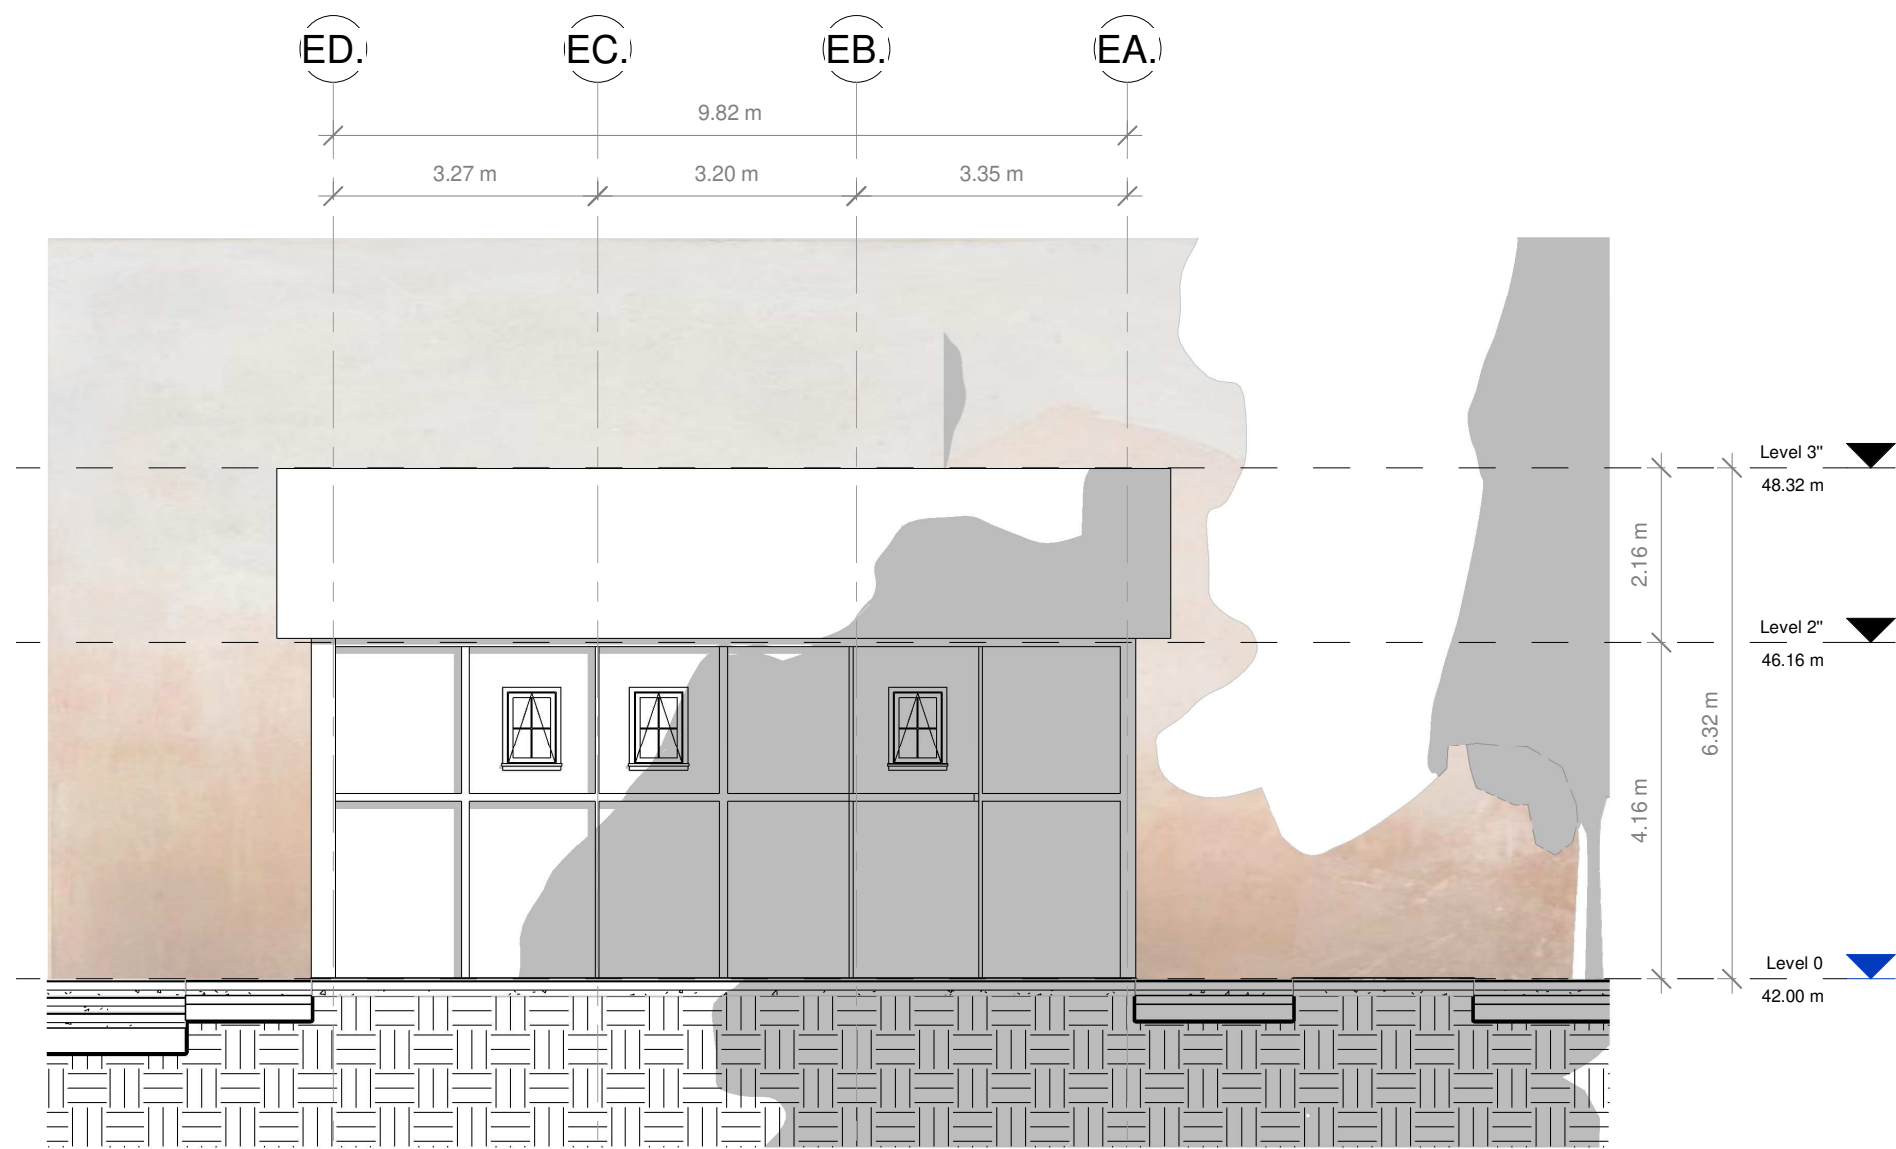 ED. EC. EB. EA.
9.82 m
3.27 m 3.20 m 3.35 m
Level 3"
48.32 m
2.16 m
Level 2"
46.16 m
6.32 m
4.16 m
Level 0
42.00 m